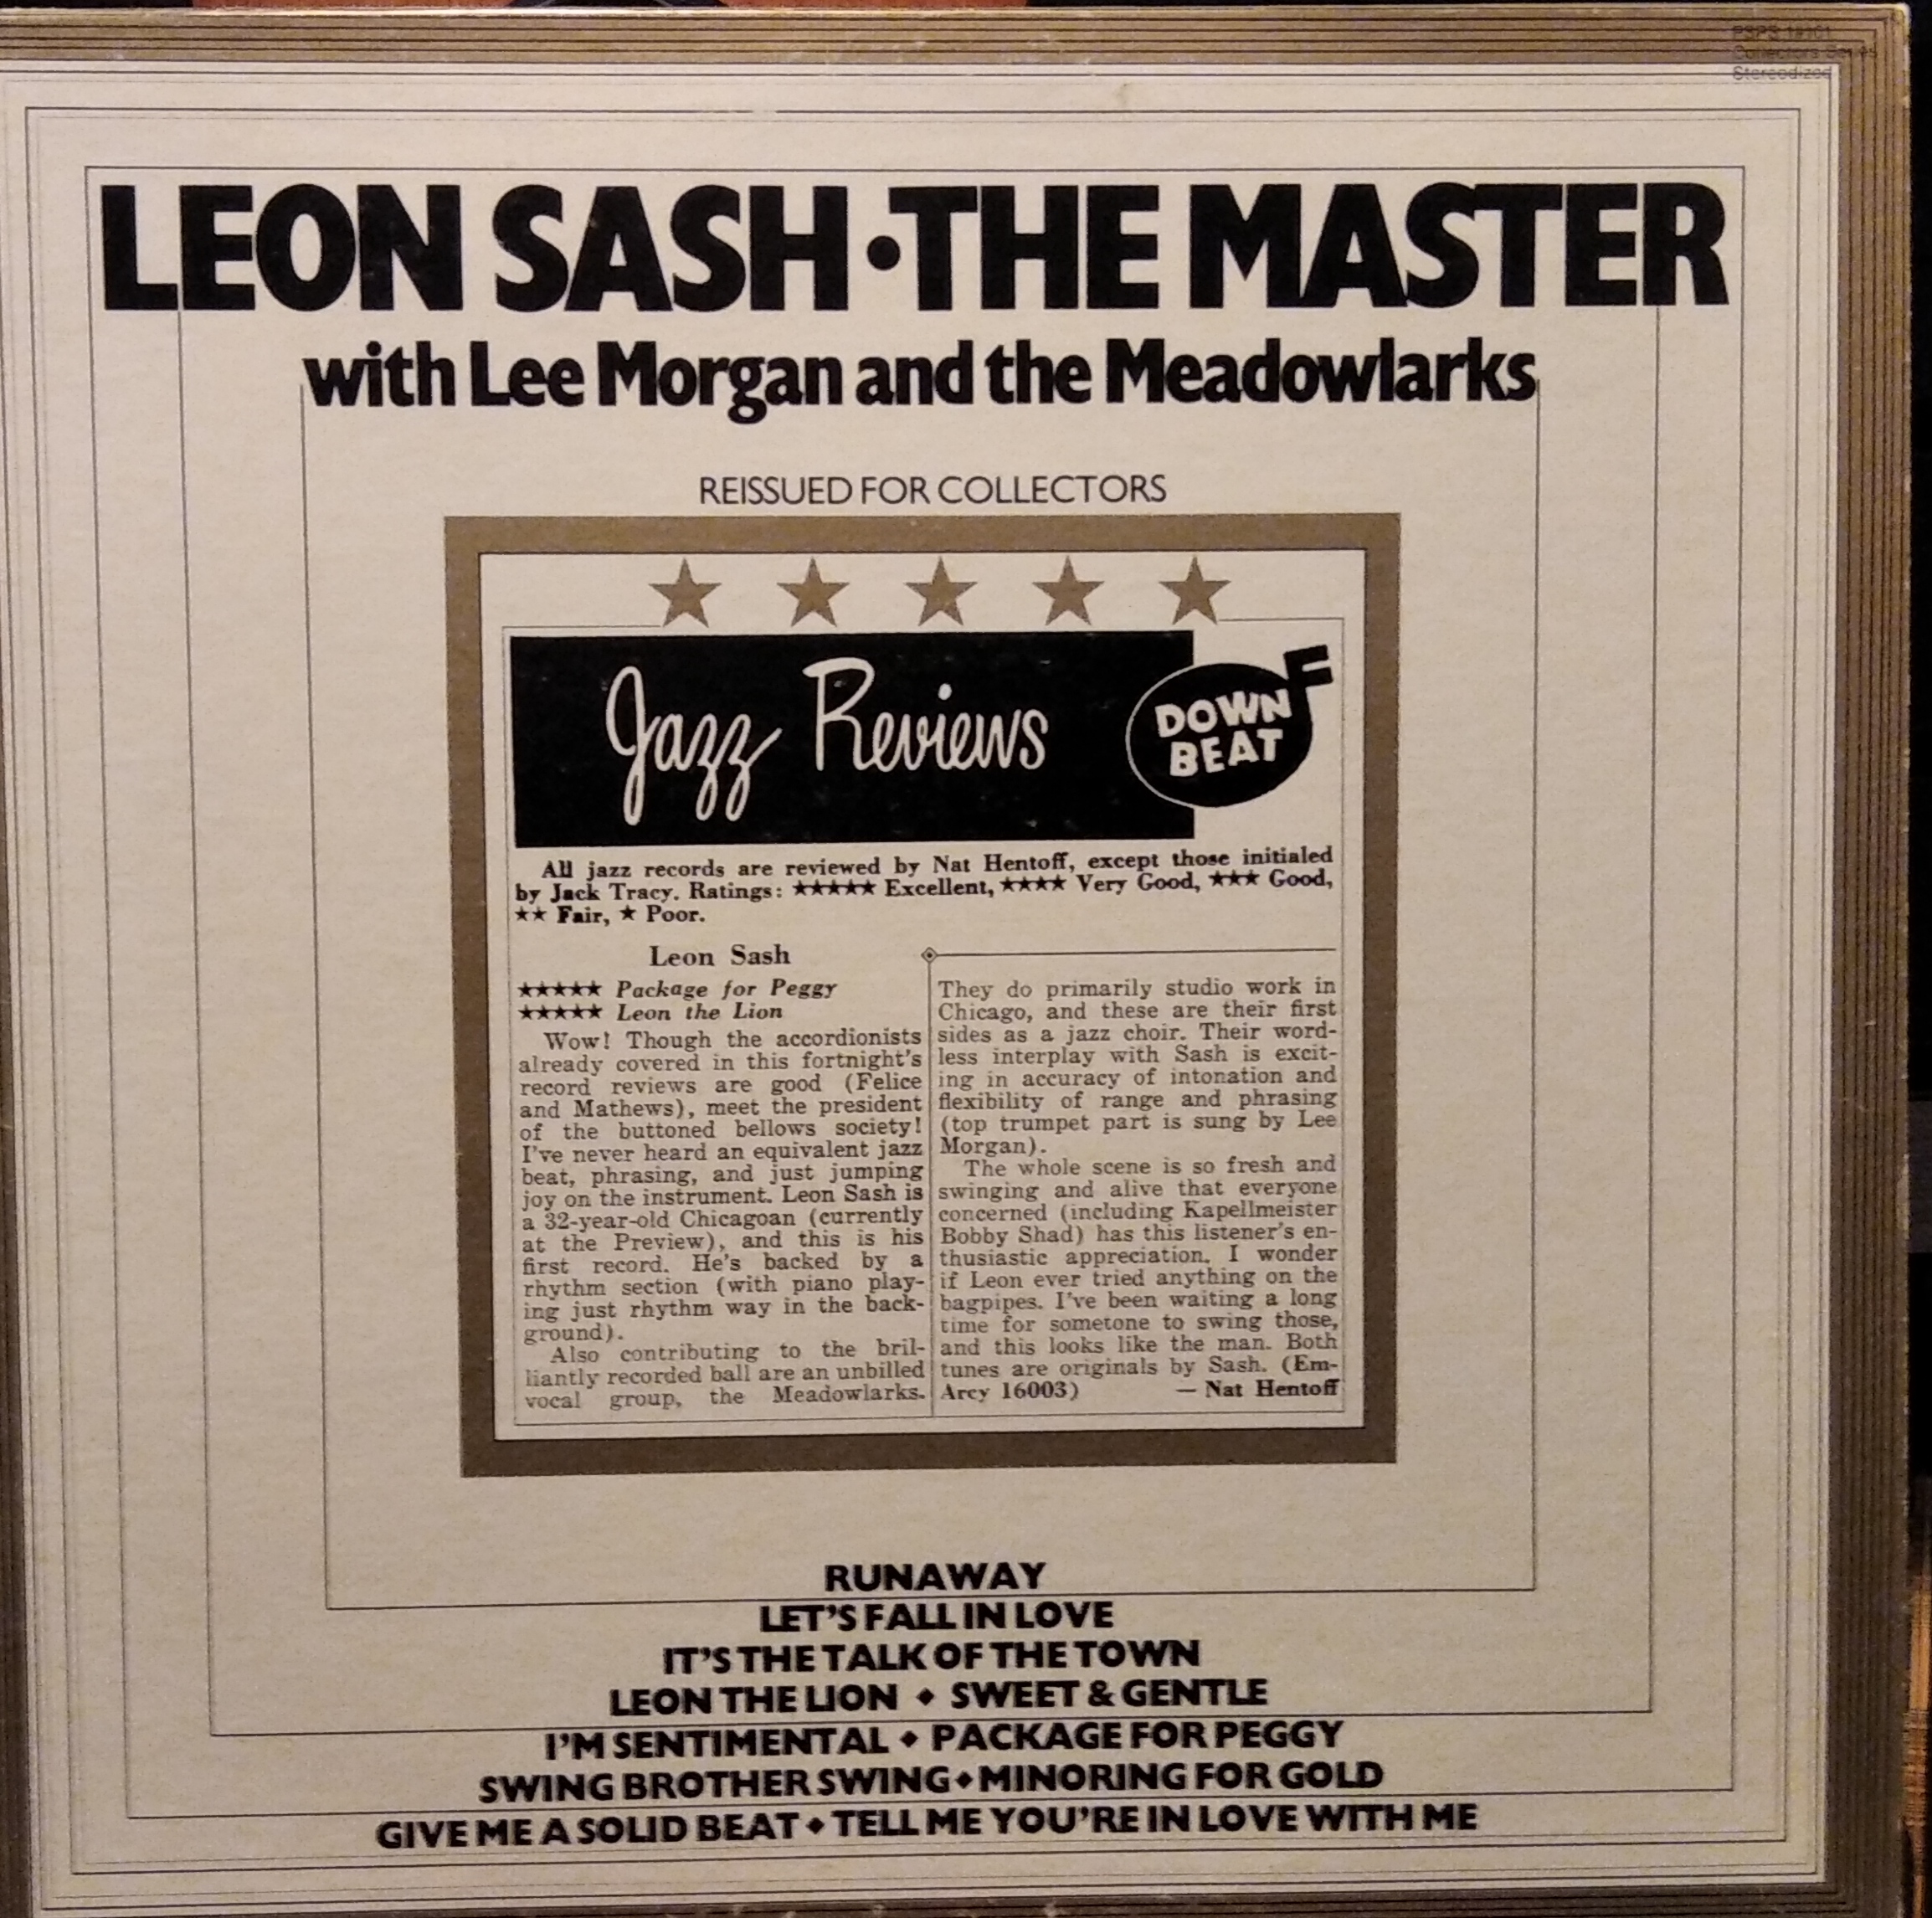 PSPS 19101
Collectors Series
Stereodized
LEON SASH • THE MASTER
with Lee Morgan and the Meadowlarks
REISSUED FOR COLLECTORS
★ ★ ★ ★ ★
Jazz Reviews
DOWN
BEAT
All jazz records are reviewed by Nat Hentoff, except those initialed
by Jack Tracy. Ratings: ★★★★★ Excellent, ★★★★ Very Good, ★★★ Good,
★★ Fair, ★ Poor.
Leon Sash
★★★★★ Package for Peggy
★★★★★ Leon the Lion
Wow! Though the accordionists
already covered in this fortnight's
record reviews are good (Felice
and Mathews), meet the president
of the buttoned bellows society!
I've never heard an equivalent jazz
beat, phrasing, and just jumping
joy on the instrument. Leon Sash is
a 32-year-old Chicagoan (currently
at the Preview), and this is his
first record. He's backed by a
rhythm section (with piano play-
ing just rhythm way in the back-
ground).
Also contributing to the bril-
liantly recorded ball are an unbilled
vocal group, the Meadowlarks.
They do primarily studio work in
Chicago, and these are their first
sides as a jazz choir. Their word-
less interplay with Sash is excit-
ing in accuracy of intonation and
flexibility of range and phrasing
(top trumpet part is sung by Lee
Morgan).
The whole scene is so fresh and
swinging and alive that everyone
concerned (including Kapellmeister
Bobby Shad) has this listener's en-
thusiastic appreciation. I wonder
if Leon ever tried anything on the
bagpipes. I've been waiting a long
time for sometone to swing those,
and this looks like the man. Both
tunes are originals by Sash. (Em-
Arcy 16003) — Nat Hentoff
RUNAWAY
LET'S FALL IN LOVE
IT'S THE TALK OF THE TOWN
LEON THE LION ♦ SWEET & GENTLE
I'M SENTIMENTAL ♦ PACKAGE FOR PEGGY
SWING BROTHER SWING ♦ MINORING FOR GOLD
GIVE ME A SOLID BEAT ♦ TELL ME YOU'RE IN LOVE WITH ME